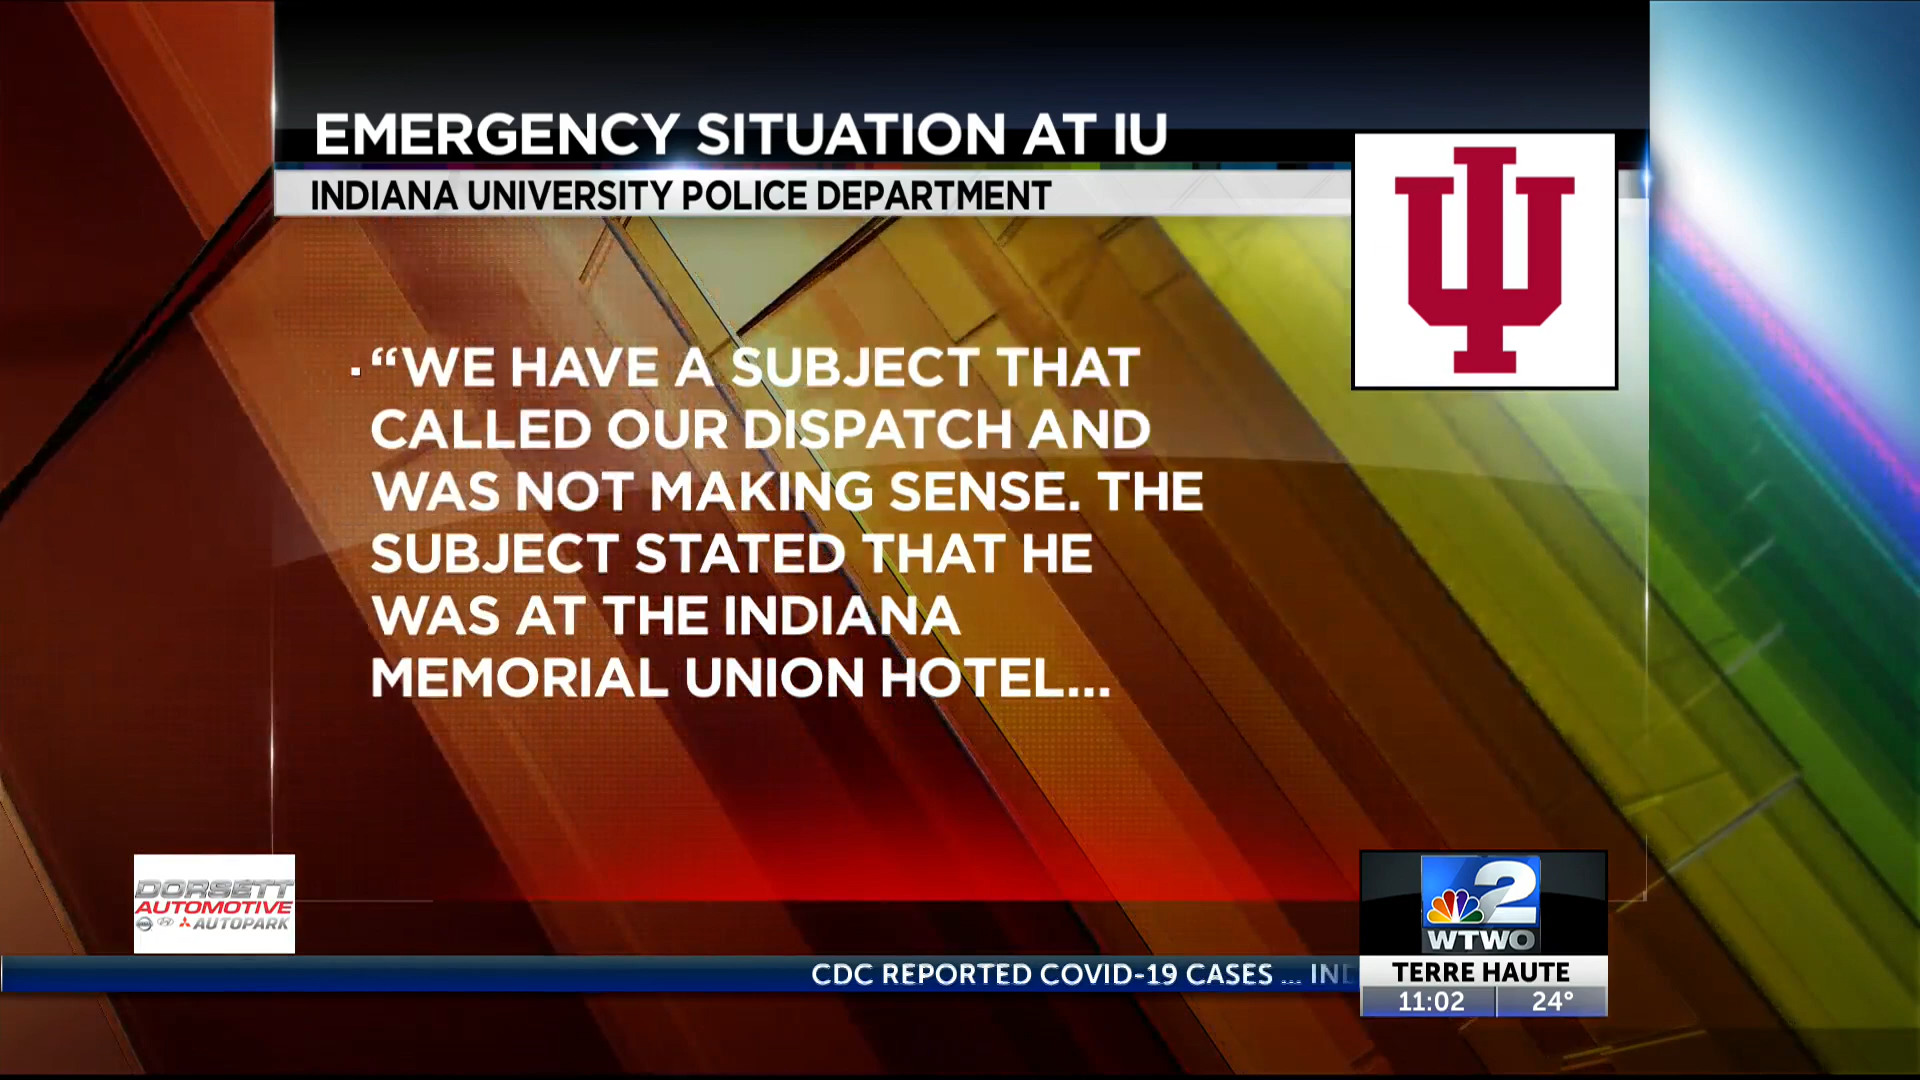 EMERGENCY SITUATION AT IU
INDIANA UNIVERSITY POLICE DEPARTMENT
"WE HAVE A SUBJECT THAT
CALLED OUR DISPATCH AND
WAS NOT MAKING SENSE. THE
SUBJECT STATED THAT HE
WAS AT THE INDIANA
MEMORIAL UNION HOTEL...
DORSETT
AUTOMOTIVE
AUTOPARK
2
WTWO
CDC REPORTED COVID-19 CASES ... IND
TERRE HAUTE
11:02 24°